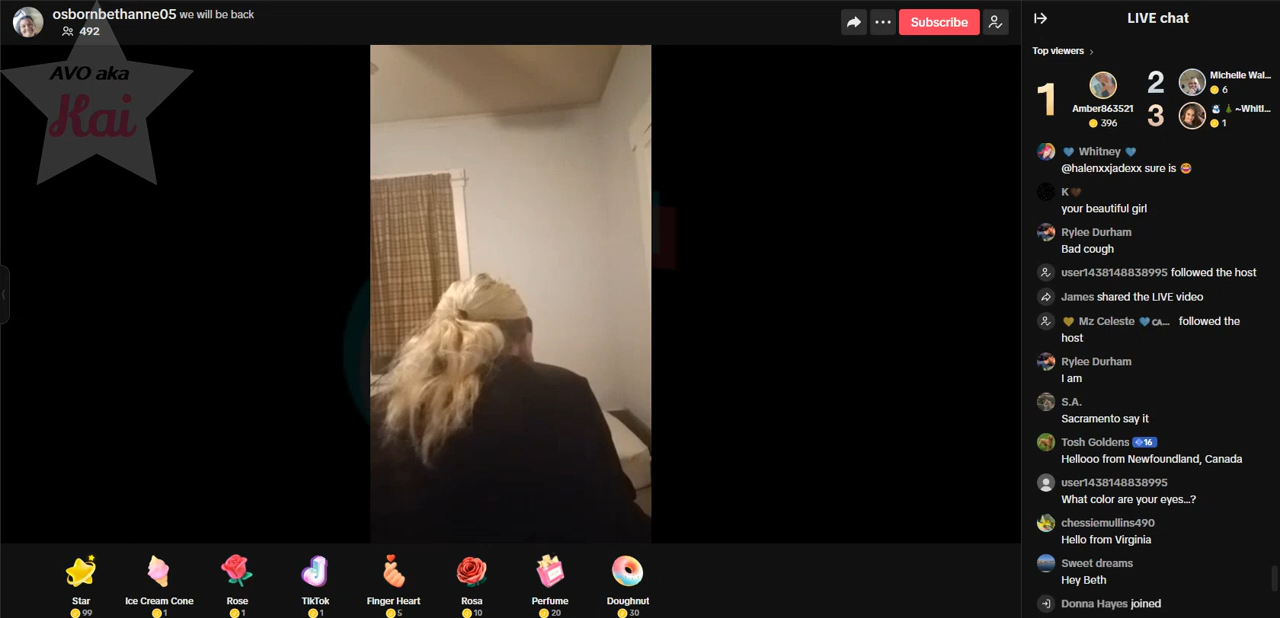 osbornbethanne05 we will be back
492
Subscribe
AVO aka
Kai
LIVE chat
Top viewers
1
Amber863521
396
2
Michelle Wal...
6
3
~Whitl...
1
Whitney
@halenxxjadexx sure is
K
your beautiful girl
Rylee Durham
Bad cough
user1438148838995 followed the host
James shared the LIVE video
Mz Celeste CA... followed the
host
Rylee Durham
I am
S.A.
Sacramento say it
Tosh Goldens 16
Hellooo from Newfoundland, Canada
user1438148838995
What color are your eyes...?
chessiemullins490
Hello from Virginia
Sweet dreams
Hey Beth
Donna Hayes joined
Star
99
Ice Cream Cone
1
Rose
1
TikTok
1
Finger Heart
5
Rosa
10
Perfume
20
Doughnut
30